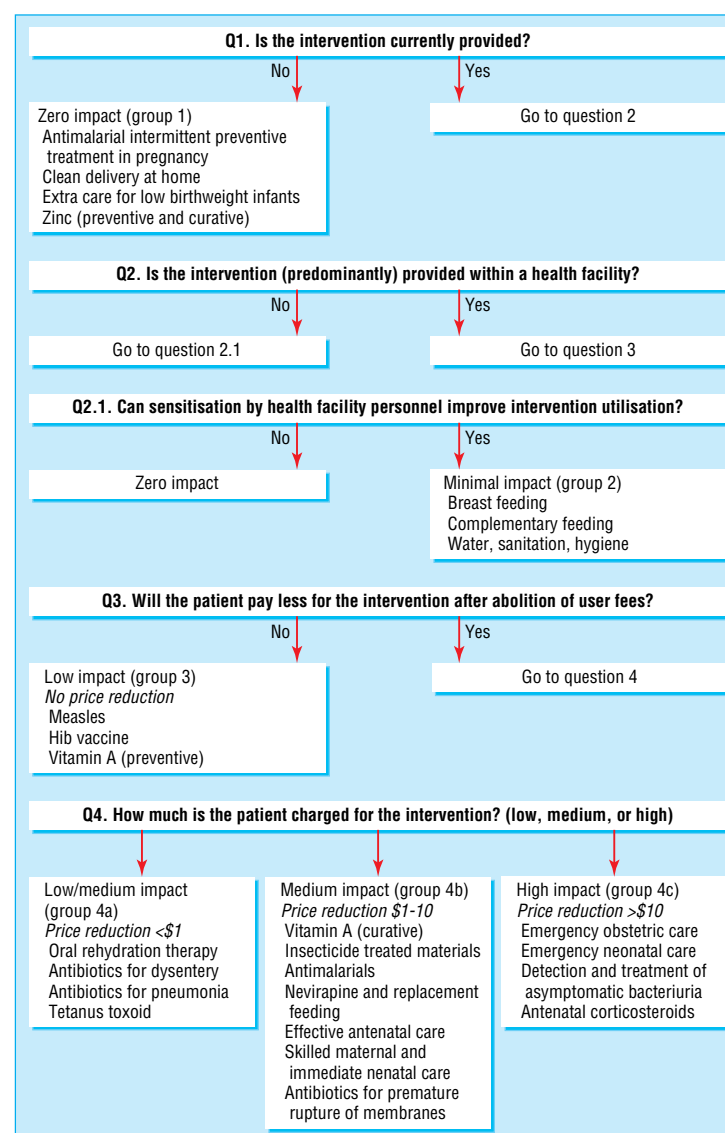 Q1. Is the intervention currently provided?
No
Yes
Zero impact (group 1)
Antimalarial intermittent preventive
treatment in pregnancy
Clean delivery at home
Extra care for low birthweight infants
Zinc (preventive and curative)
Go to question 2
Q2. Is the intervention (predominantly) provided within a health facility?
No
Yes
Go to question 2.1
Go to question 3
Q2.1. Can sensitisation by health facility personnel improve intervention utilisation?
No
Yes
Zero impact
Minimal impact (group 2)
Breast feeding
Complementary feeding
Water, sanitation, hygiene
Q3. Will the patient pay less for the intervention after abolition of user fees?
No
Yes
Low impact (group 3)
No price reduction
Measles
Hib vaccine
Vitamin A (preventive)
Go to question 4
Q4. How much is the patient charged for the intervention? (low, medium, or high)
Low/medium impact
(group 4a)
Price reduction <$1
Oral rehydration therapy
Antibiotics for dysentery
Antibiotics for pneumonia
Tetanus toxoid
Medium impact (group 4b)
Price reduction $1-10
Vitamin A (curative)
Insecticide treated materials
Antimalarials
Nevirapine and replacement
feeding
Effective antenatal care
Skilled maternal and
immediate nenatal care
Antibiotics for premature
rupture of membranes
High impact (group 4c)
Price reduction >$10
Emergency obstetric care
Emergency neonatal care
Detection and treatment of
asymptomatic bacteriuria
Antenatal corticosteroids